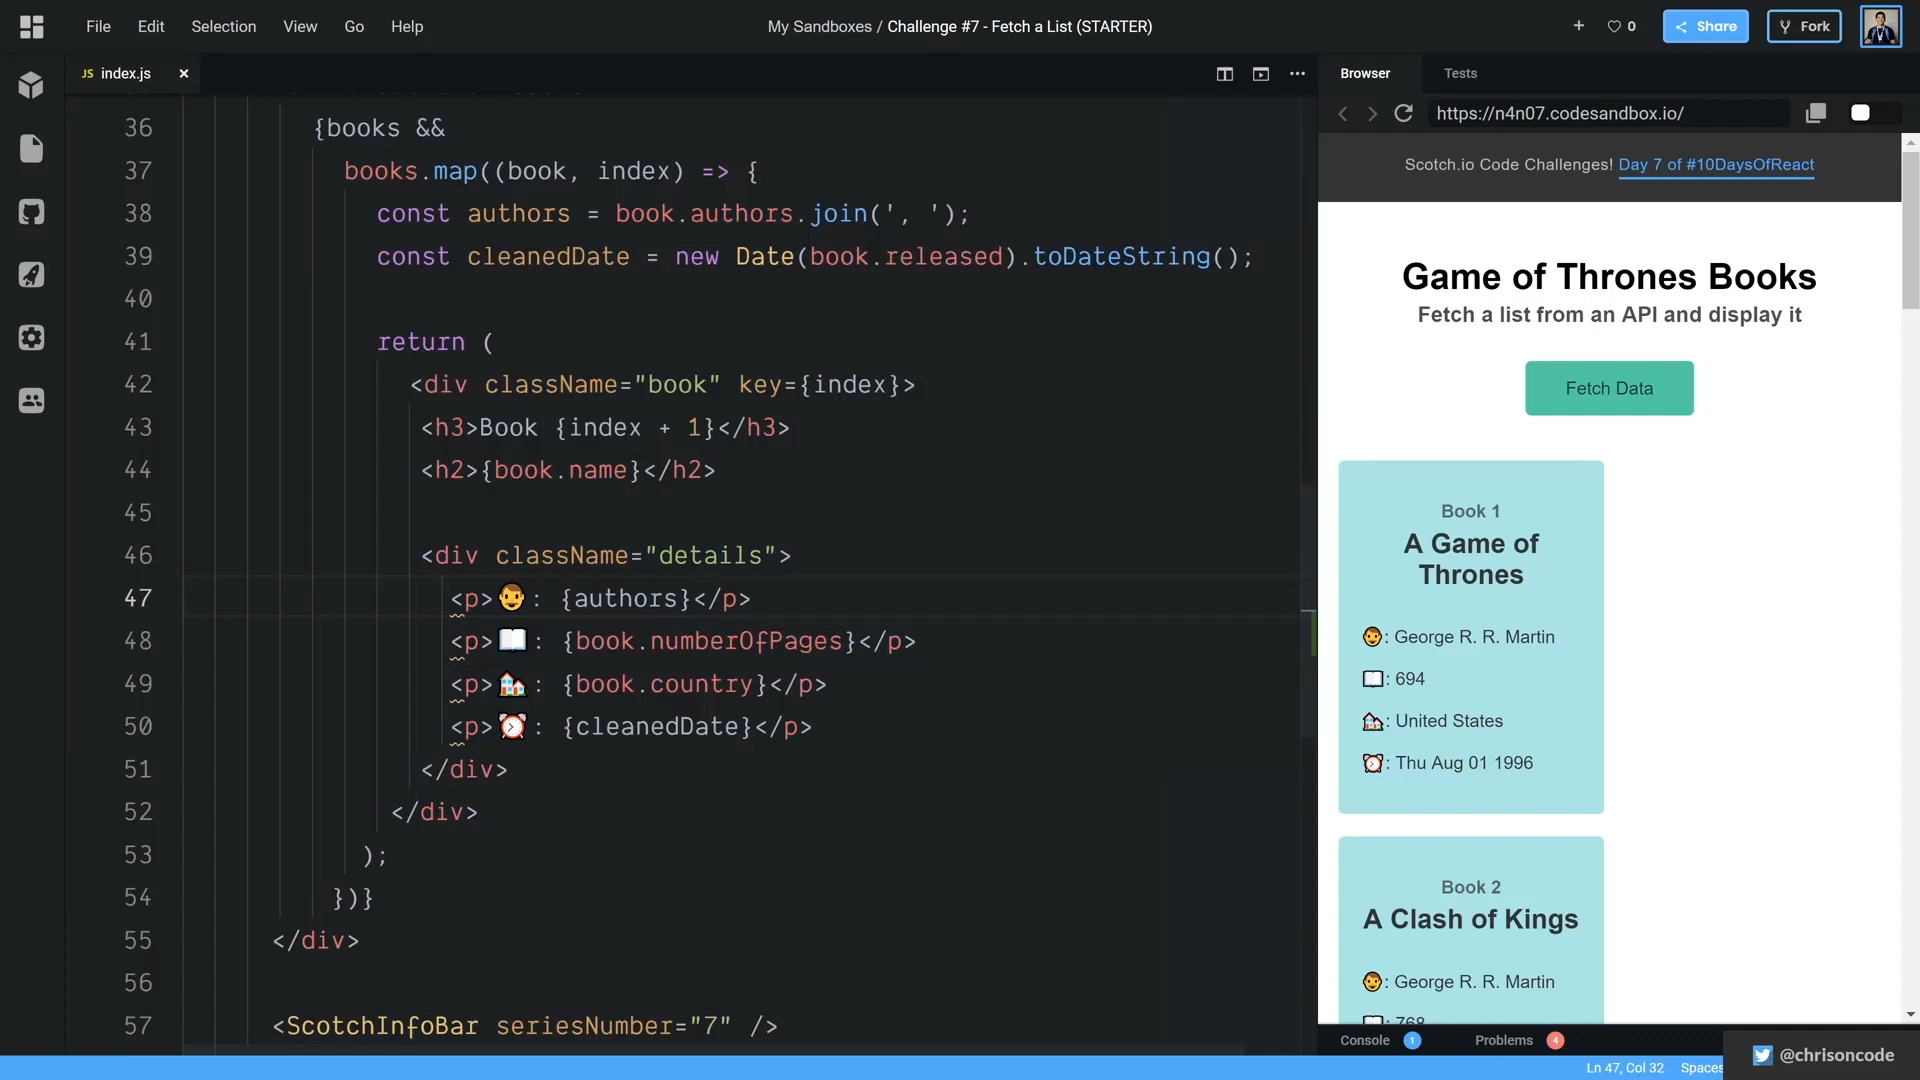 File Edit Selection View Go Help
My Sandboxes / Challenge #7 - Fetch a List (STARTER)
+ 0 Share Fork
JS index.js ×
36 {books &&
37 books.map((book, index) => {
38 const authors = book.authors.join(', ');
39 const cleanedDate = new Date(book.released).toDateString();
40
41 return (
42 <div className="book" key={index}>
43 <h3>Book {index + 1}</h3>
44 <h2>{book.name}</h2>
45
46 <div className="details">
47 <p>👨: {authors}</p>
48 <p>📖: {book.numberOfPages}</p>
49 <p>🏘️: {book.country}</p>
50 <p>⏰: {cleanedDate}</p>
51 </div>
52 </div>
53 );
54 })}
55 </div>
56
57 <ScotchInfoBar seriesNumber="7" />
Browser Tests
https://n4n07.codesandbox.io/
Scotch.io Code Challenges! Day 7 of #10DaysOfReact
Game of Thrones Books
Fetch a list from an API and display it
Fetch Data
Book 1
A Game of
Thrones
👨: George R. R. Martin
📖: 694
🏘️: United States
⏰: Thu Aug 01 1996
Book 2
A Clash of Kings
👨: George R. R. Martin
📖: 768
Console 1 Problems 4
Ln 47, Col 32 Spaces
@chrisoncode